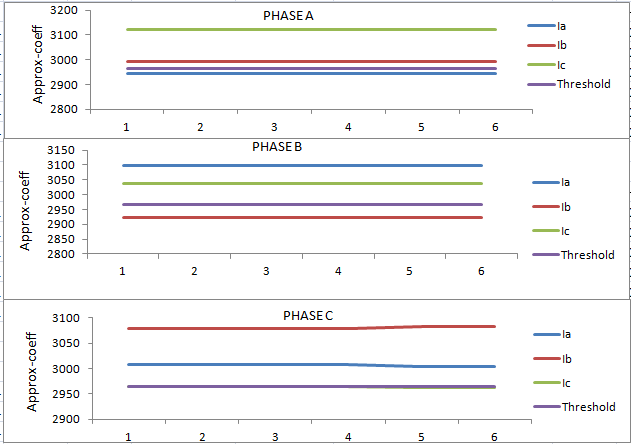 PHASE A
Approx-coeff
3200
3100
3000
2900
2800
1 2 3 4 5 6
Ia
Ib
Ic
Threshold
PHASE B
Approx-coeff
3150
3100
3050
3000
2950
2900
2850
2800
1 2 3 4 5 6
Ia
Ib
Ic
Threshold
PHASE C
Approx-coeff
3100
3050
3000
2950
2900
1 2 3 4 5 6
Ia
Ib
Ic
Threshold